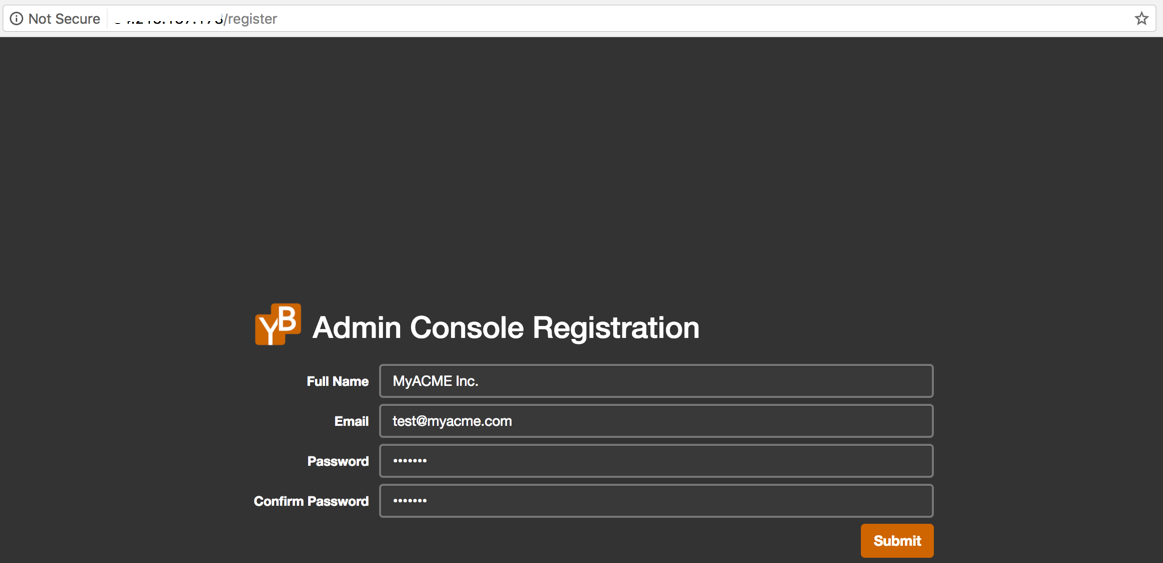 Not Secure /register
YB Admin Console Registration
Full Name MyACME Inc.
Email test@myacme.com
Password •••••••
Confirm Password •••••••
Submit